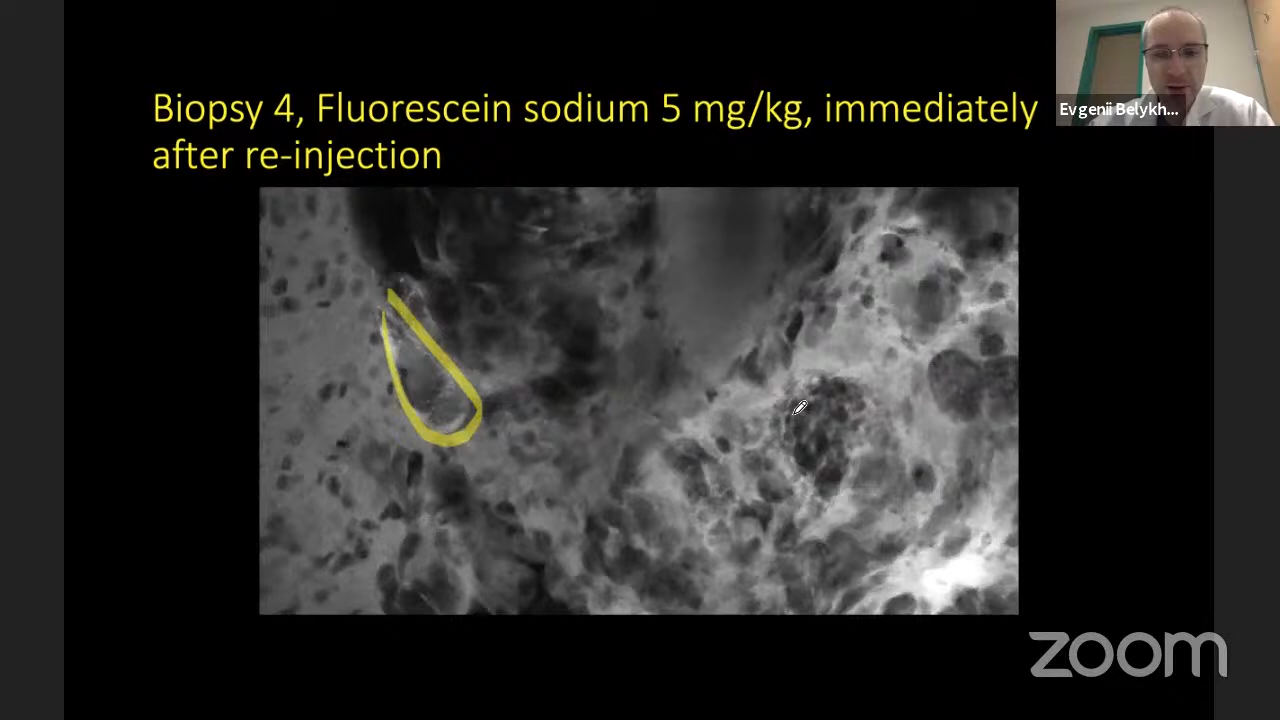 Biopsy 4, Fluorescein sodium 5 mg/kg, immediately
after re-injection
Evgenii Belykh...
zoom